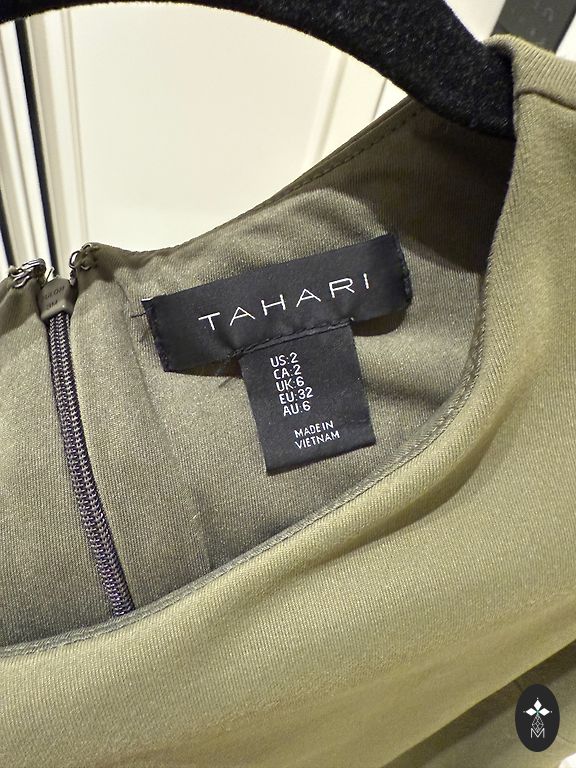 TAHARI
US:2
CA:2
UK:6
EU:32
AU:6
MADE IN
VIETNAM
M